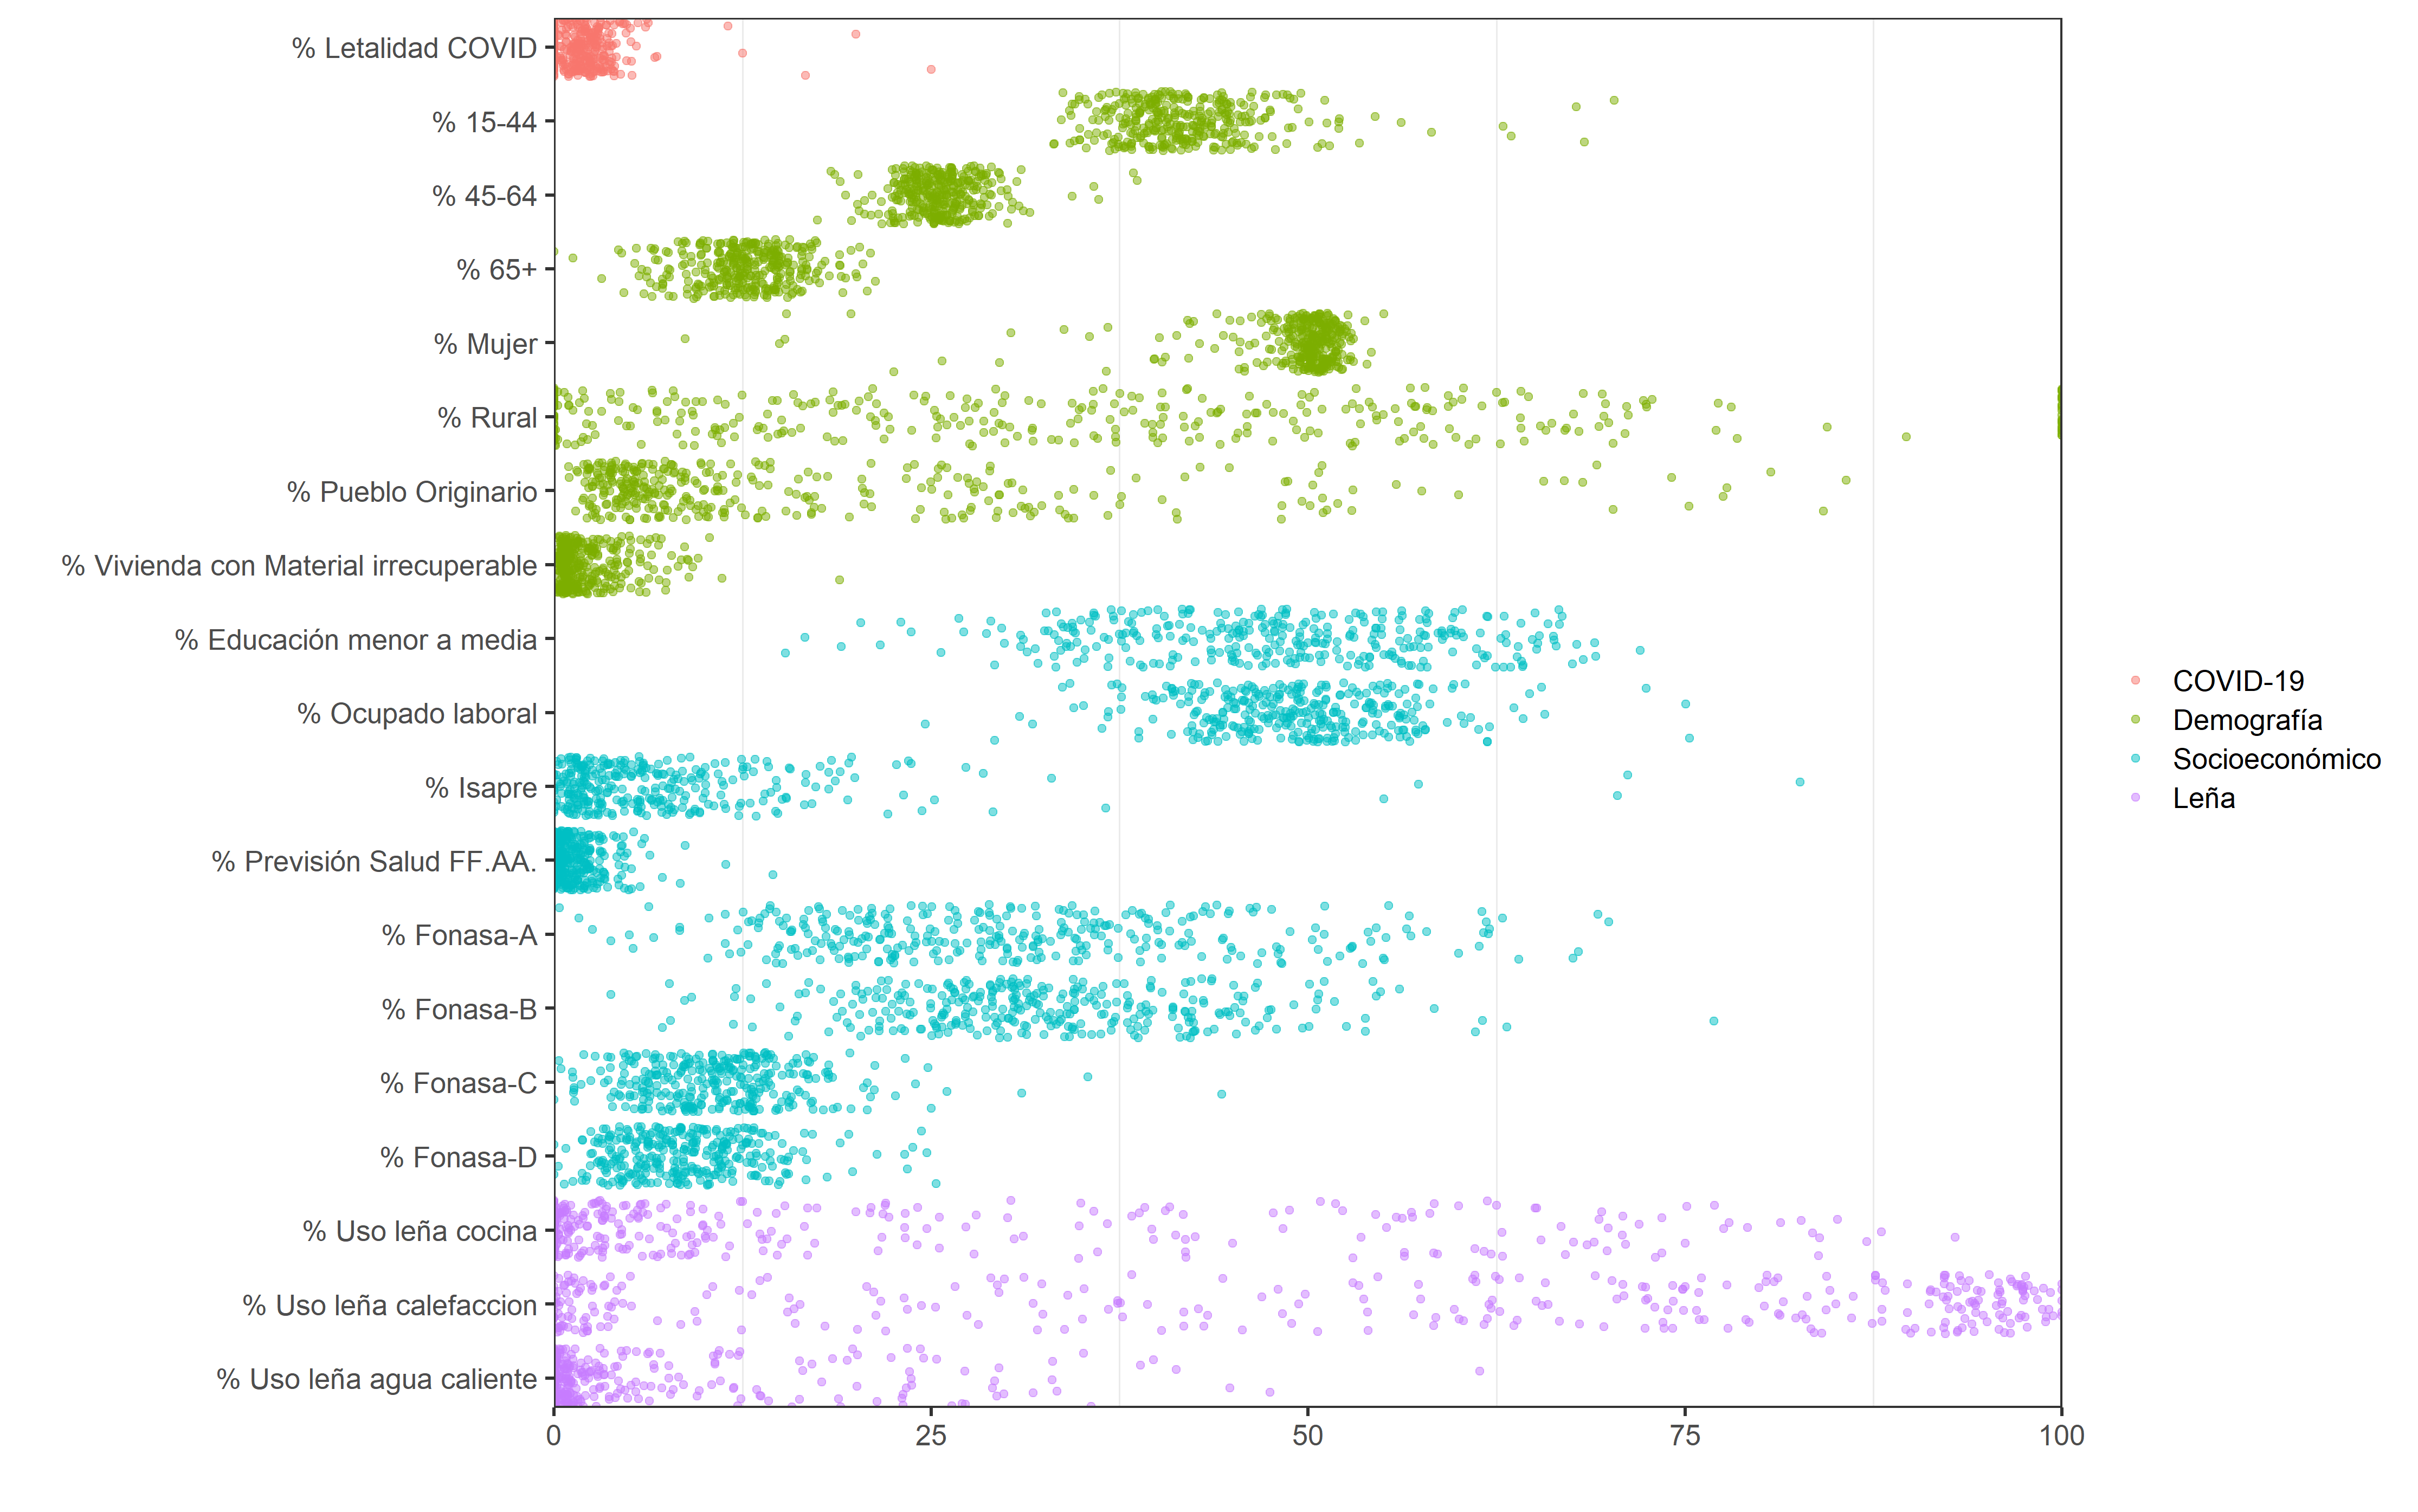 % Letalidad COVID
% 15-44
% 45-64
% 65+
% Mujer
% Rural
% Pueblo Originario
% Vivienda con Material irrecuperable
% Educación menor a media
% Ocupado laboral
% Isapre
% Previsión Salud FF.AA.
% Fonasa-A
% Fonasa-B
% Fonasa-C
% Fonasa-D
% Uso leña cocina
% Uso leña calefaccion
% Uso leña agua caliente
0 25 50 75 100
COVID-19
Demografía
Socioeconómico
Leña